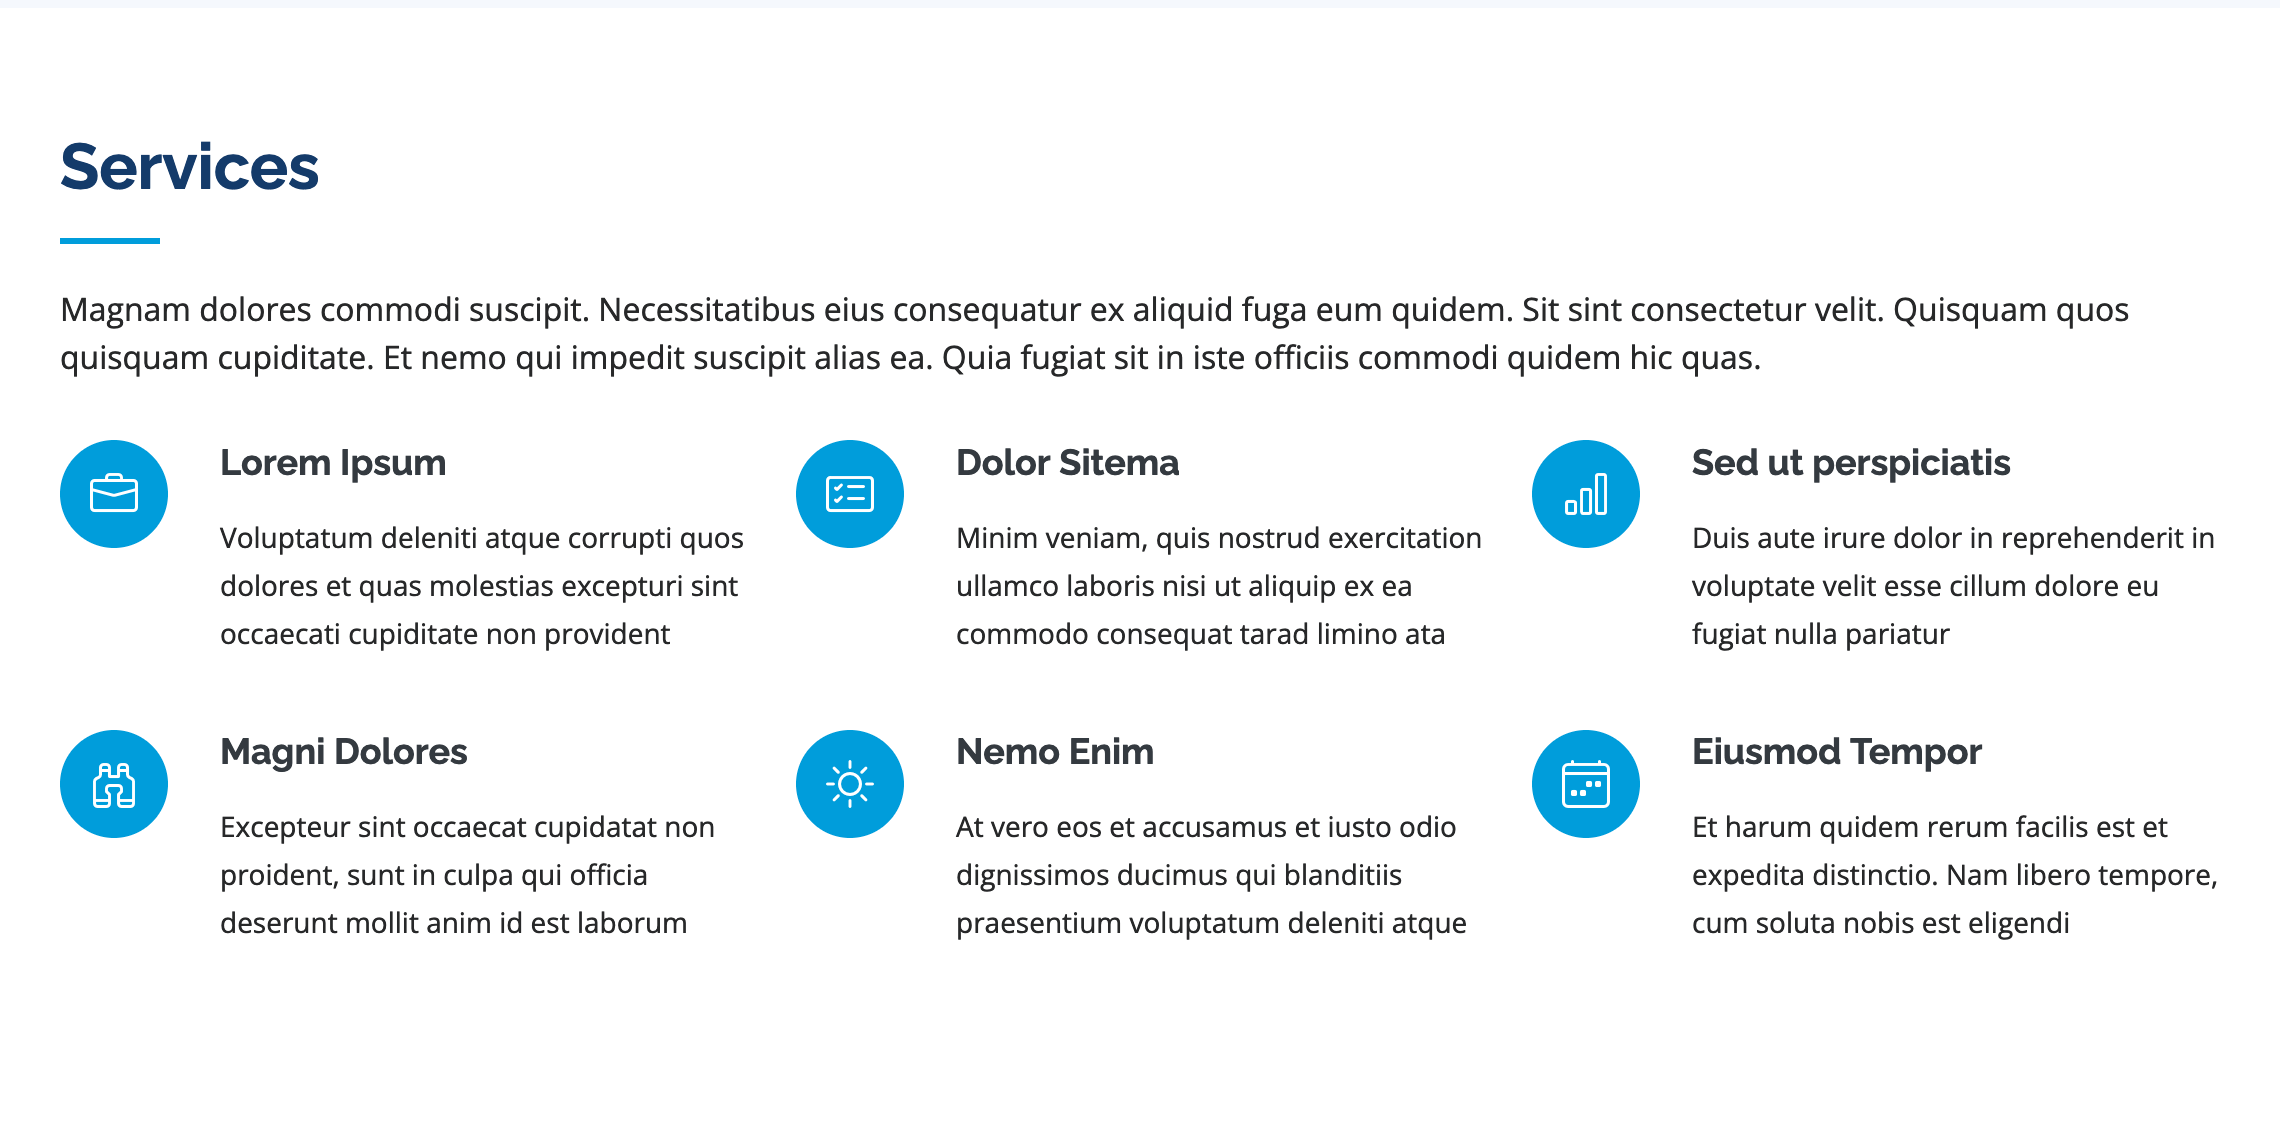 Services
Magnam dolores commodi suscipit. Necessitatibus eius consequatur ex aliquid fuga eum quidem. Sit sint consectetur velit. Quisquam quos
quisquam cupiditate. Et nemo qui impedit suscipit alias ea. Quia fugiat sit in iste officiis commodi quidem hic quas.
Lorem Ipsum
Voluptatum deleniti atque corrupti quos
dolores et quas molestias excepturi sint
occaecati cupiditate non provident
Dolor Sitema
Minim veniam, quis nostrud exercitation
ullamco laboris nisi ut aliquip ex ea
commodo consequat tarad limino ata
Sed ut perspiciatis
Duis aute irure dolor in reprehenderit in
voluptate velit esse cillum dolore eu
fugiat nulla pariatur
Magni Dolores
Excepteur sint occaecat cupidatat non
proident, sunt in culpa qui officia
deserunt mollit anim id est laborum
Nemo Enim
At vero eos et accusamus et iusto odio
dignissimos ducimus qui blanditiis
praesentium voluptatum deleniti atque
Eiusmod Tempor
Et harum quidem rerum facilis est et
expedita distinctio. Nam libero tempore,
cum soluta nobis est eligendi